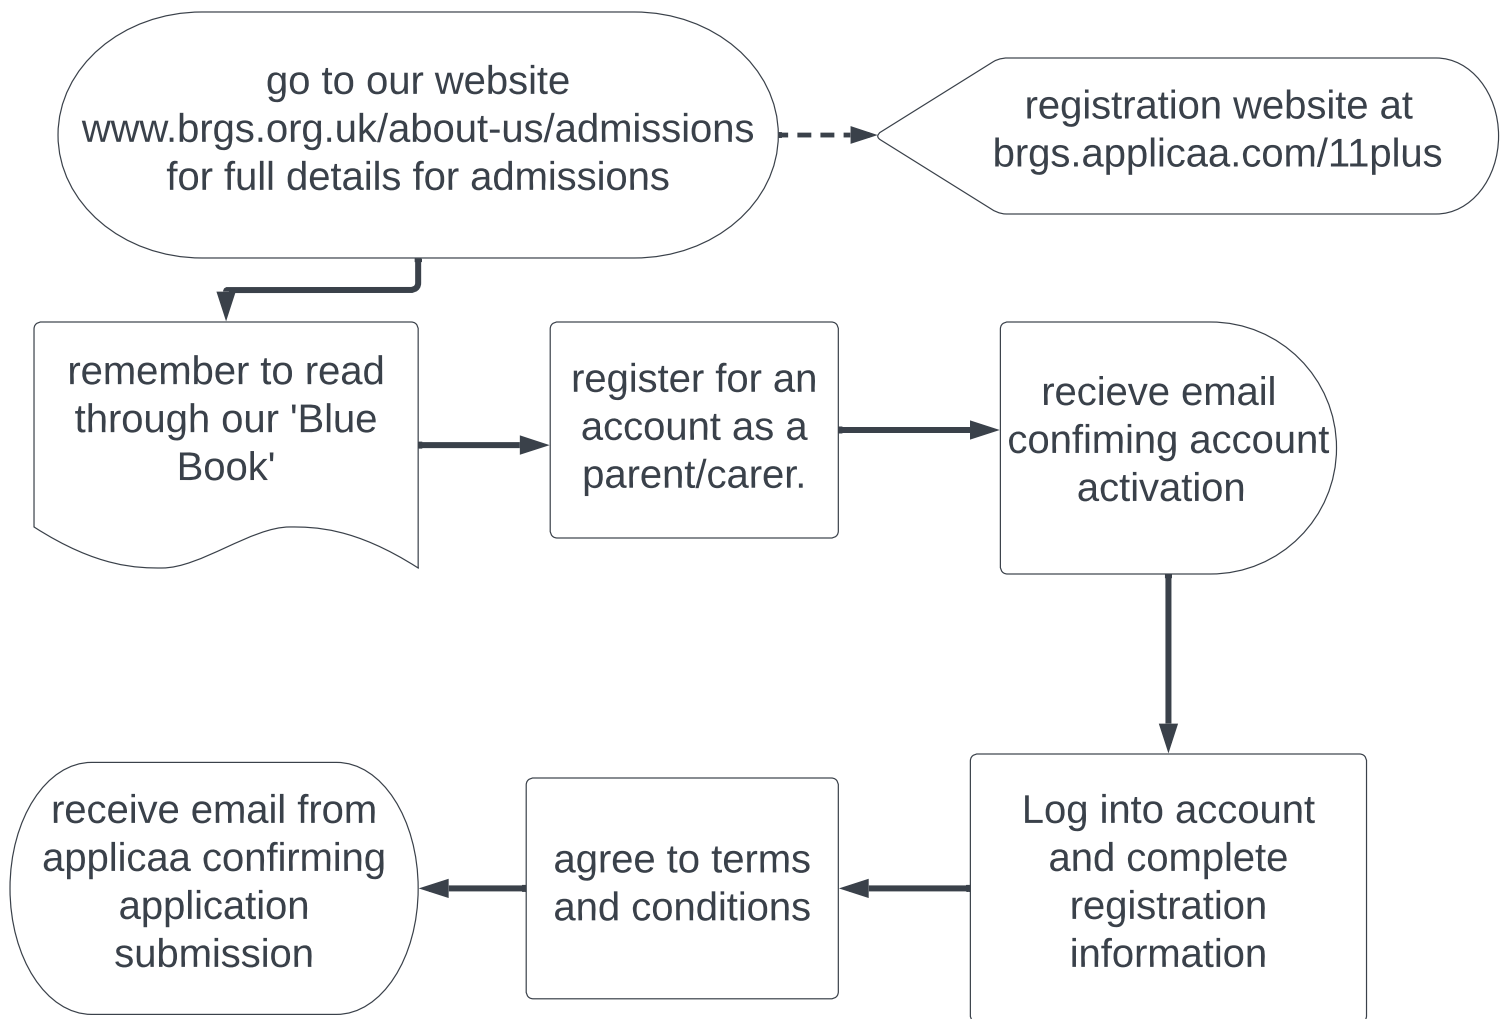 go to our website
www.brgs.org.uk/about-us/admissions
for full details for admissions
registration website at
brgs.applicaa.com/11plus
remember to read
through our 'Blue
Book'
register for an
account as a
parent/carer.
recieve email
confiming account
activation
Log into account
and complete
registration
information
agree to terms
and conditions
receive email from
applicaa confirming
application
submission